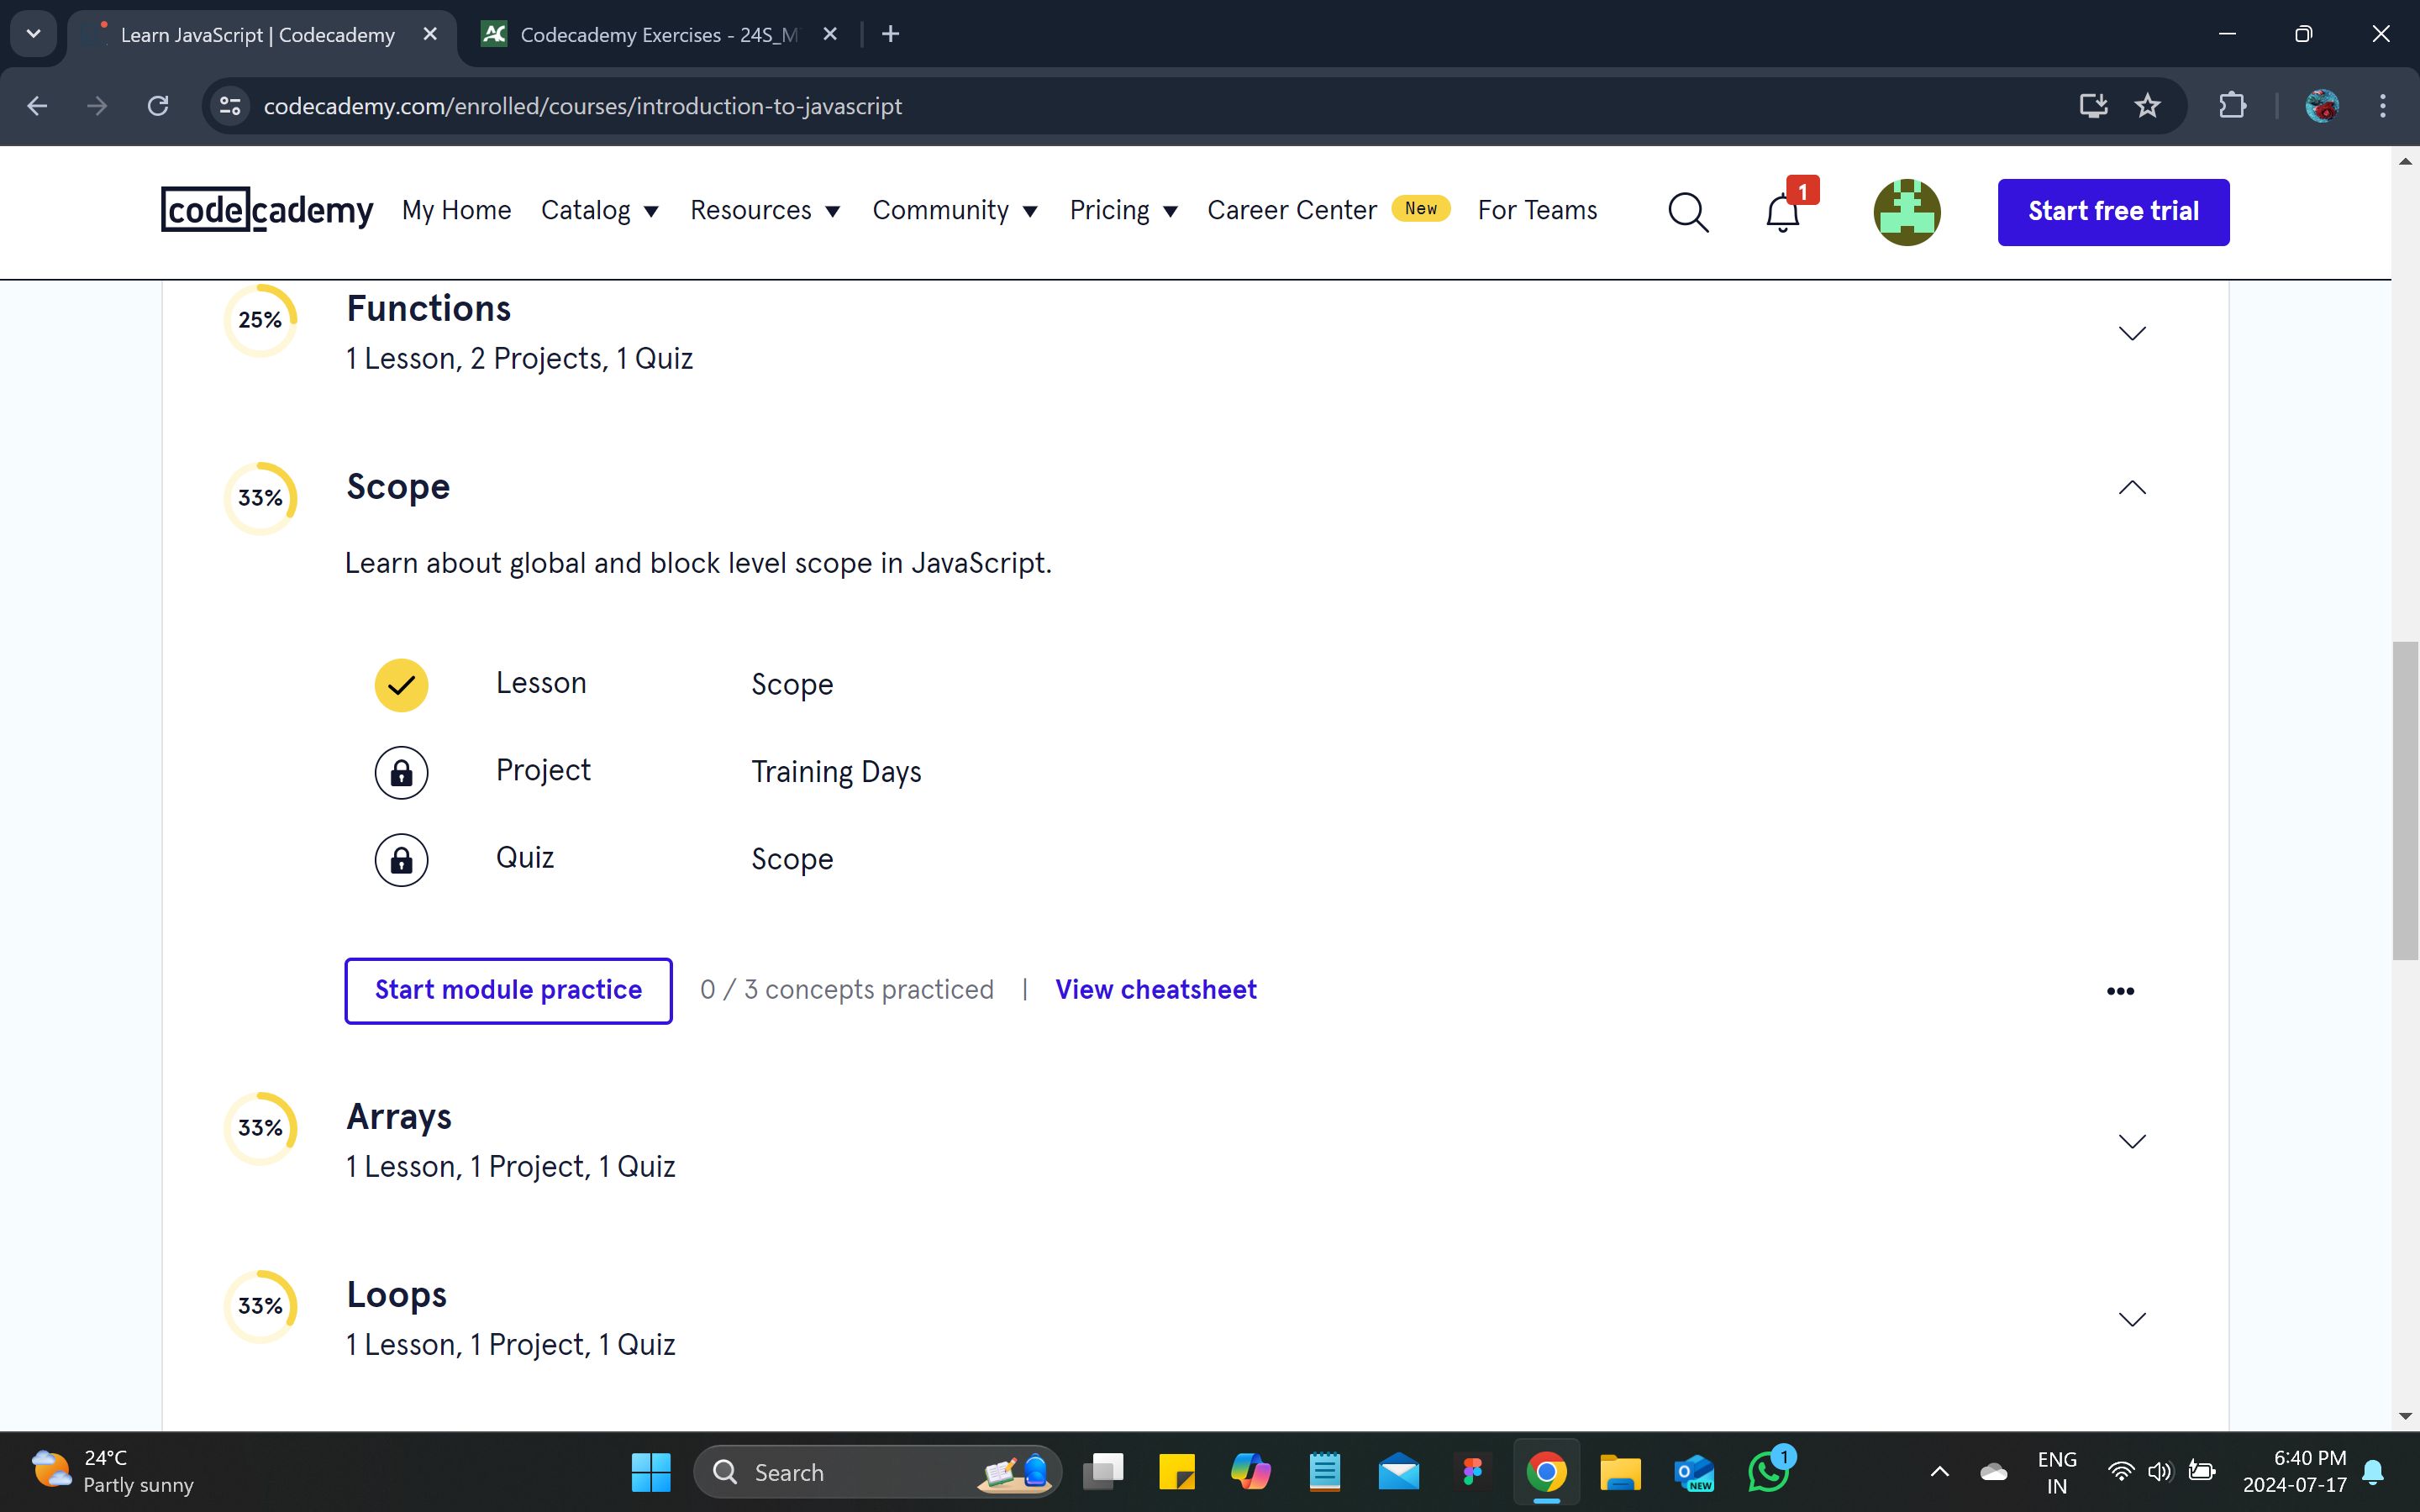 Learn JavaScript | Codecademy
Codecademy Exercises - 24S_M
codecademy.com/enrolled/courses/introduction-to-javascript
codecademy My Home Catalog Resources Community Pricing Career Center New For Teams 1 Start free trial
25% Functions
1 Lesson, 2 Projects, 1 Quiz
33% Scope
Learn about global and block level scope in JavaScript.
Lesson Scope
Project Training Days
Quiz Scope
Start module practice 0 / 3 concepts practiced | View cheatsheet
33% Arrays
1 Lesson, 1 Project, 1 Quiz
33% Loops
1 Lesson, 1 Project, 1 Quiz
24°C
Partly sunny
Search
NEW
1
ENG
IN
6:40 PM
2024-07-17